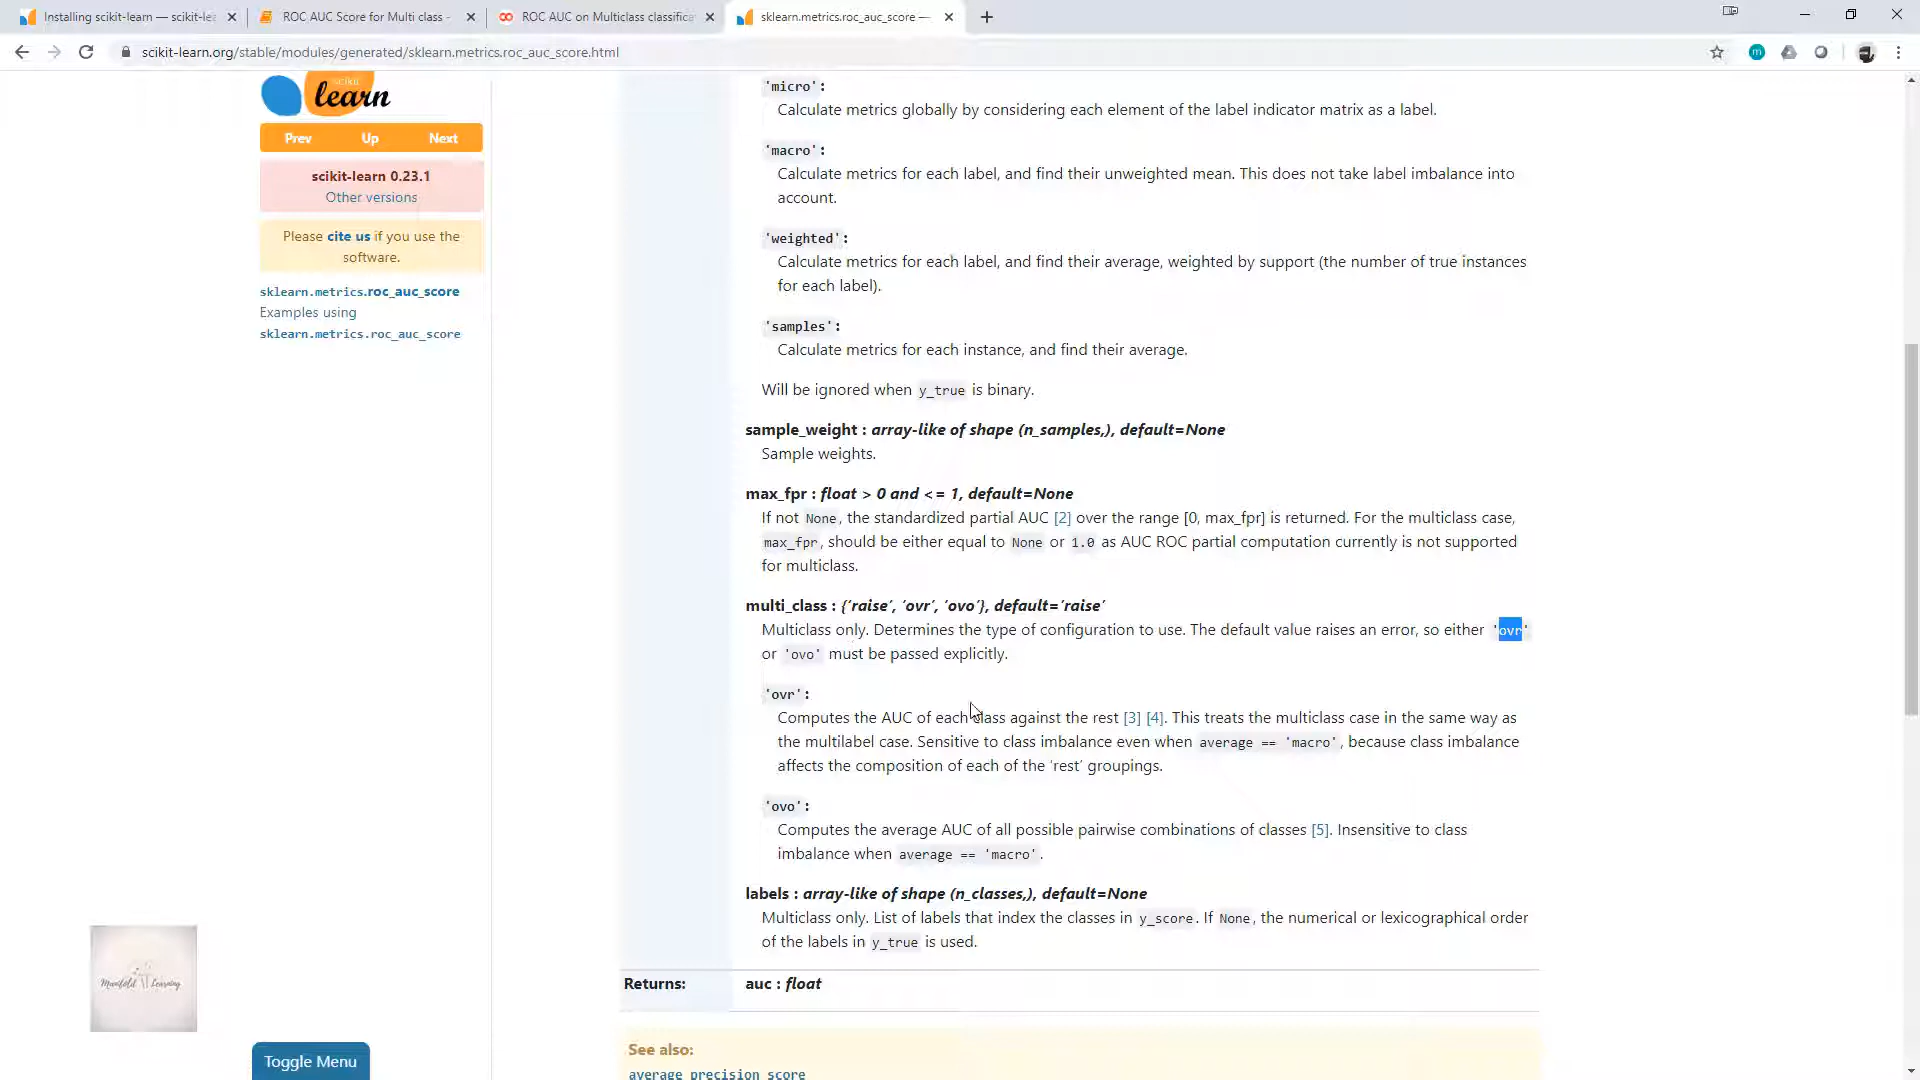 Installing scikit-learn — scikit-le
ROC AUC Score for Multi class -
ROC AUC on Multiclass classifica
sklearn.metrics.roc_auc_score —
scikit-learn.org/stable/modules/generated/sklearn.metrics.roc_auc_score.html
m
scikit
learn
Prev Up Next
scikit-learn 0.23.1
Other versions
Please cite us if you use the
software.
sklearn.metrics.roc_auc_score
Examples using
sklearn.metrics.roc_auc_score
'micro':
Calculate metrics globally by considering each element of the label indicator matrix as a label.
'macro':
Calculate metrics for each label, and find their unweighted mean. This does not take label imbalance into
account.
'weighted':
Calculate metrics for each label, and find their average, weighted by support (the number of true instances
for each label).
'samples':
Calculate metrics for each instance, and find their average.
Will be ignored when y_true is binary.
sample_weight : array-like of shape (n_samples,), default=None
Sample weights.
max_fpr : float > 0 and <= 1, default=None
If not None, the standardized partial AUC [2] over the range [0, max_fpr] is returned. For the multiclass case,
max_fpr, should be either equal to None or 1.0 as AUC ROC partial computation currently is not supported
for multiclass.
multi_class : {'raise', 'ovr', 'ovo'}, default='raise'
Multiclass only. Determines the type of configuration to use. The default value raises an error, so either 'ovr'
or 'ovo' must be passed explicitly.
'ovr':
Computes the AUC of each class against the rest [3] [4]. This treats the multiclass case in the same way as
the multilabel case. Sensitive to class imbalance even when average == 'macro', because class imbalance
affects the composition of each of the 'rest' groupings.
'ovo':
Computes the average AUC of all possible pairwise combinations of classes [5]. Insensitive to class
imbalance when average == 'macro'.
labels : array-like of shape (n_classes,), default=None
Multiclass only. List of labels that index the classes in y_score. If None, the numerical or lexicographical order
of the labels in y_true is used.
Returns:
auc : float
See also:
average_precision_score
Manifold Learning
Toggle Menu